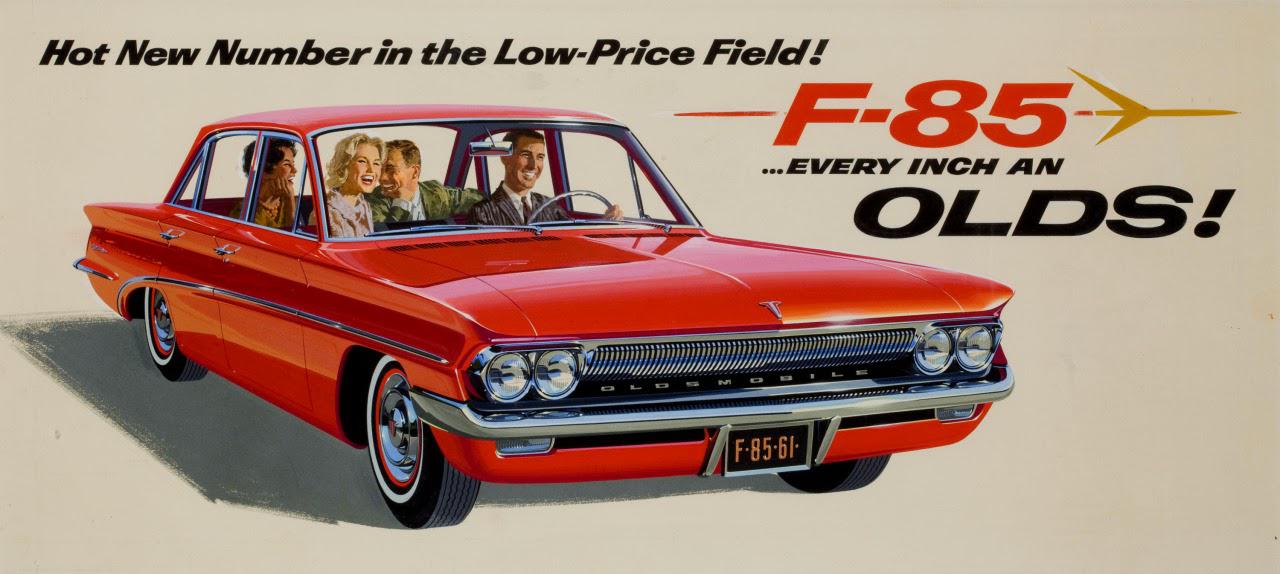 Hot New Number in the Low-Price Field!
F-85
...EVERY INCH AN
OLDS!
OLDSMOBILE
F-85-61-